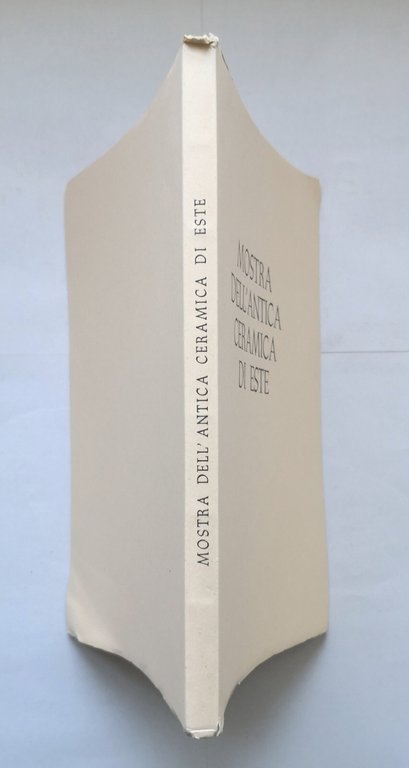 MOSTRA DELL'ANTICA CERAMICA DI ESTE
MOSTRA
DELL'ANTICA
CERAMICA
DI ESTE